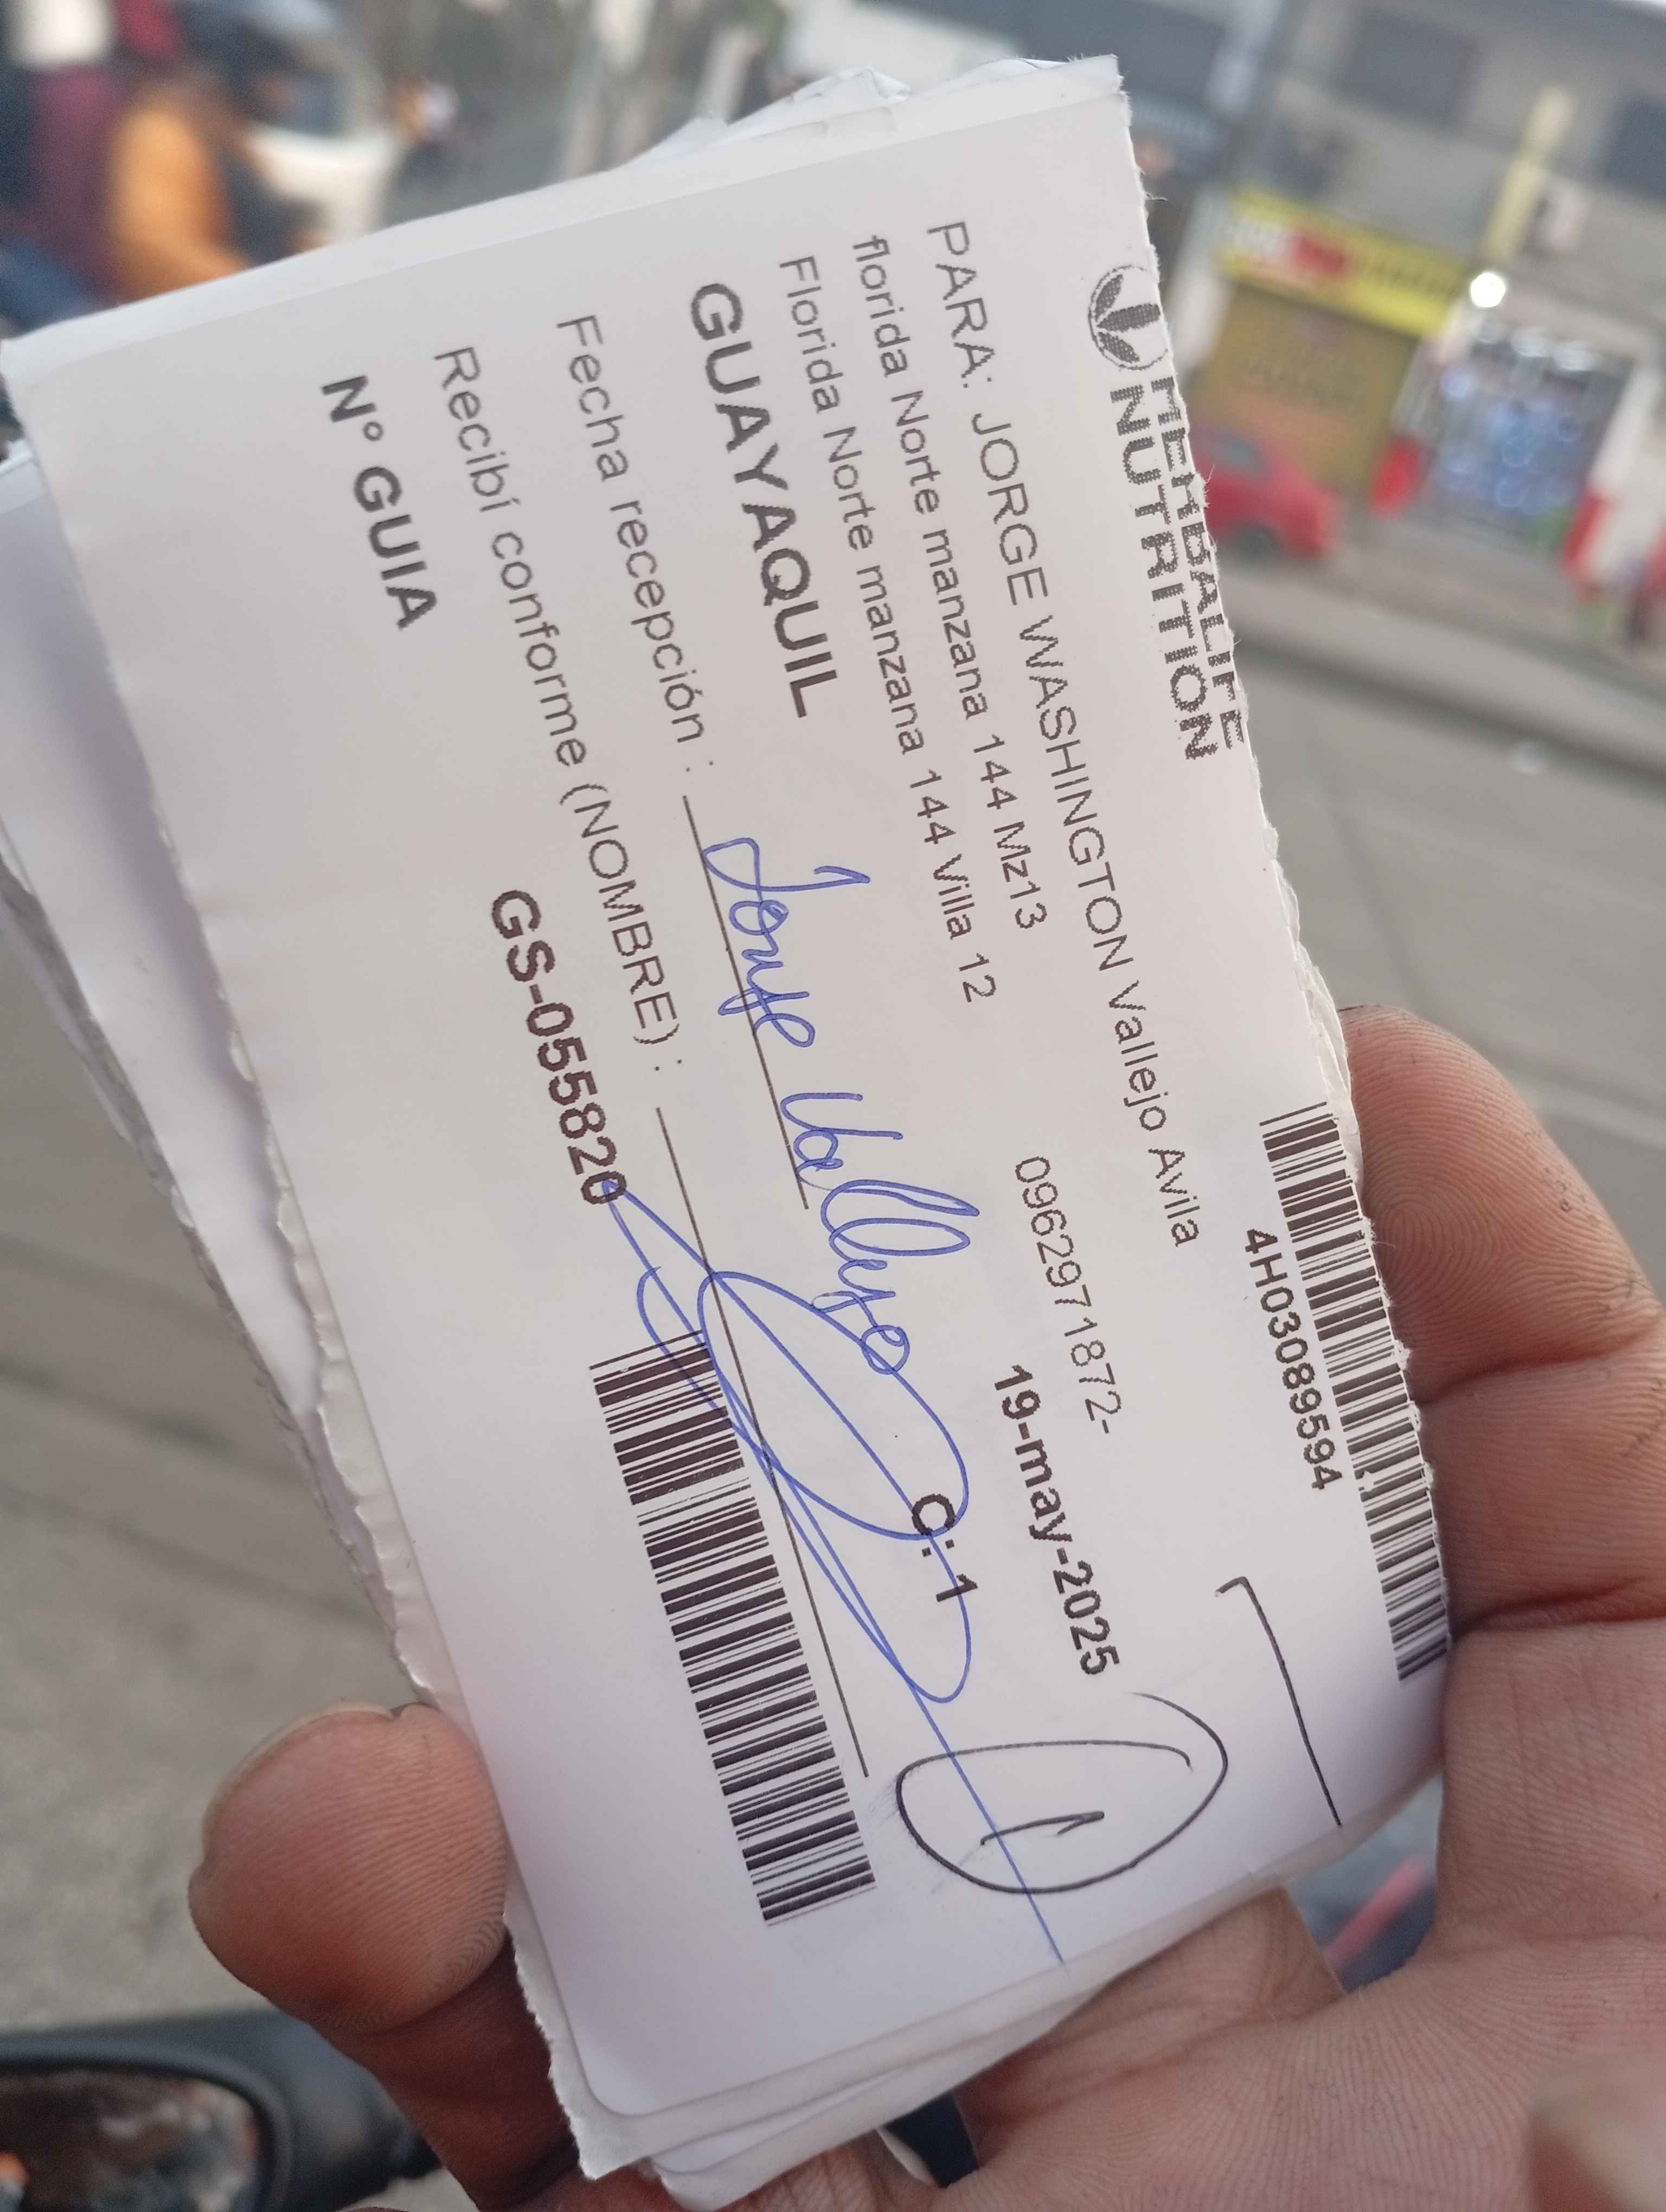 HERBALIFE
NUTRITION
4H03089594
PARA: JORGE WASHINGTON Vallejo Avila
florida Norte manzana 144 Mz13
0962971872-
Florida Norte manzana 144 Villa 12
19-may-2025
GUAYAQUIL
C: 1
Fecha recepción :
Jorge Vallejo
Recibí conforme (NOMBRE) :
N° GUIA
GS-055820
1